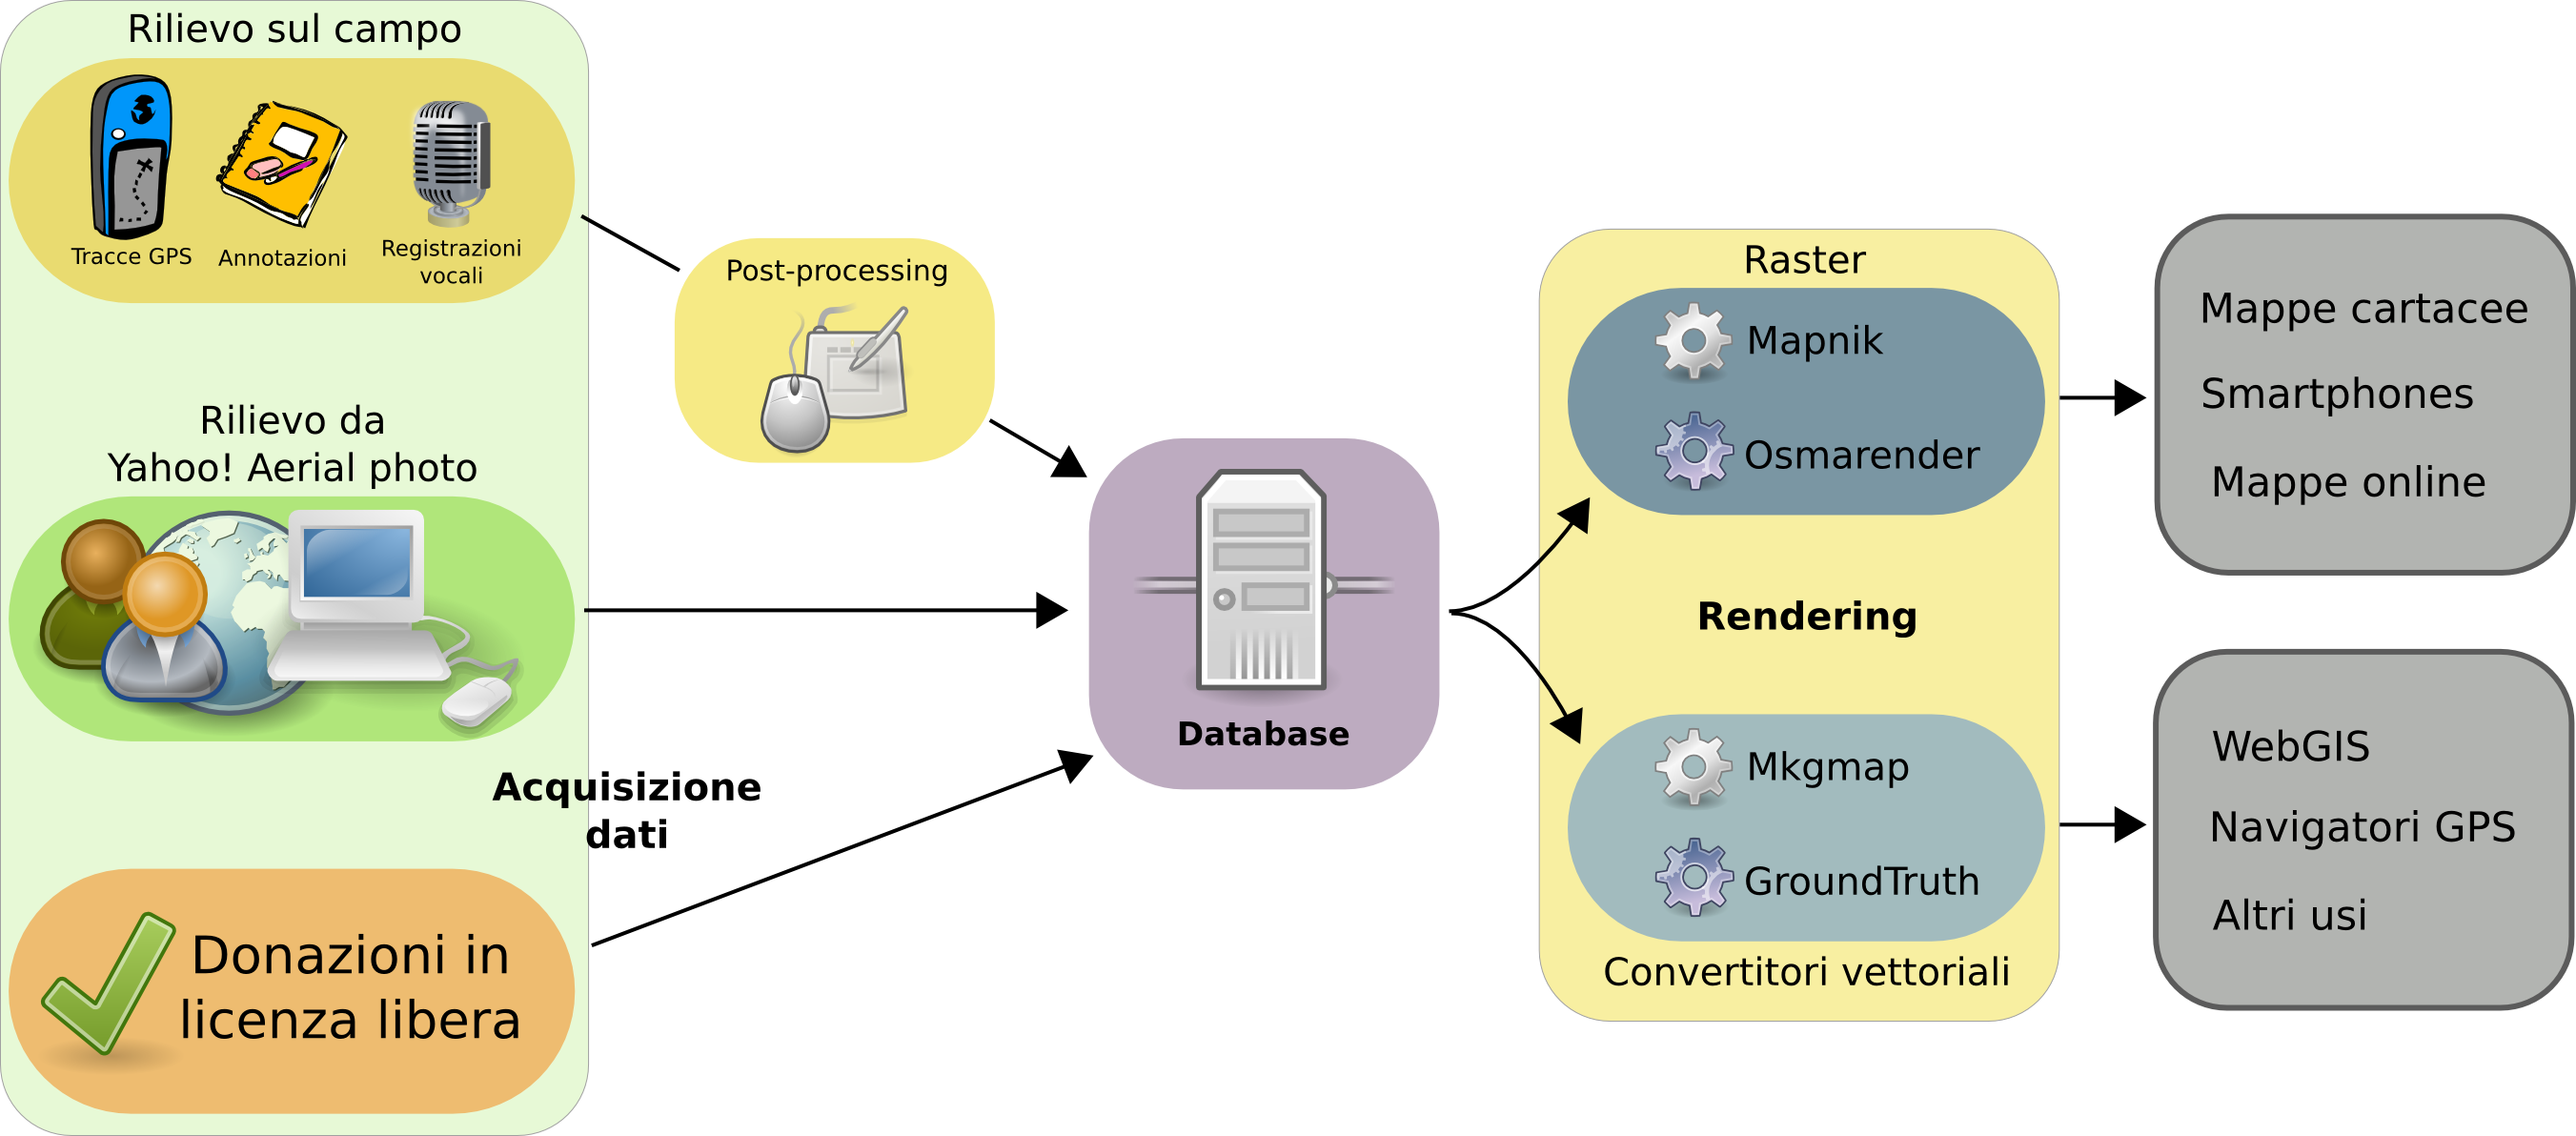 Rilievo sul campo
Tracce GPS
Annotazioni
Registrazioni
vocali
Rilievo da
Yahoo! Aerial photo
Acquisizione
dati
Donazioni in
licenza libera
Post-processing
Database
Raster
Mapnik
Osmarender
Rendering
Mkgmap
GroundTruth
Convertitori vettoriali
Mappe cartacee
Smartphones
Mappe online
WebGIS
Navigatori GPS
Altri usi